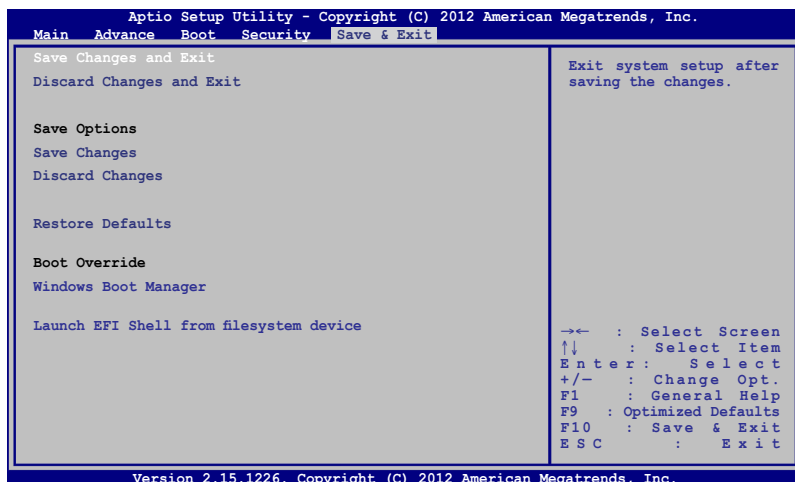 Aptio Setup Utility - Copyright (C) 2012 American Megatrends, Inc.
Main Advance Boot Security Save & Exit
Save Changes and Exit
Discard Changes and Exit
Save Options
Save Changes
Discard Changes
Restore Defaults
Boot Override
Windows Boot Manager
Launch EFI Shell from filesystem device
Exit system setup after
saving the changes.
→← : Select Screen
↑↓ : Select Item
Enter: Select
+/— : Change Opt.
F1 : General Help
F9 : Optimized Defaults
F10 : Save & Exit
ESC : Exit
Version 2.15.1226. Copyright (C) 2012 American Megatrends, Inc.